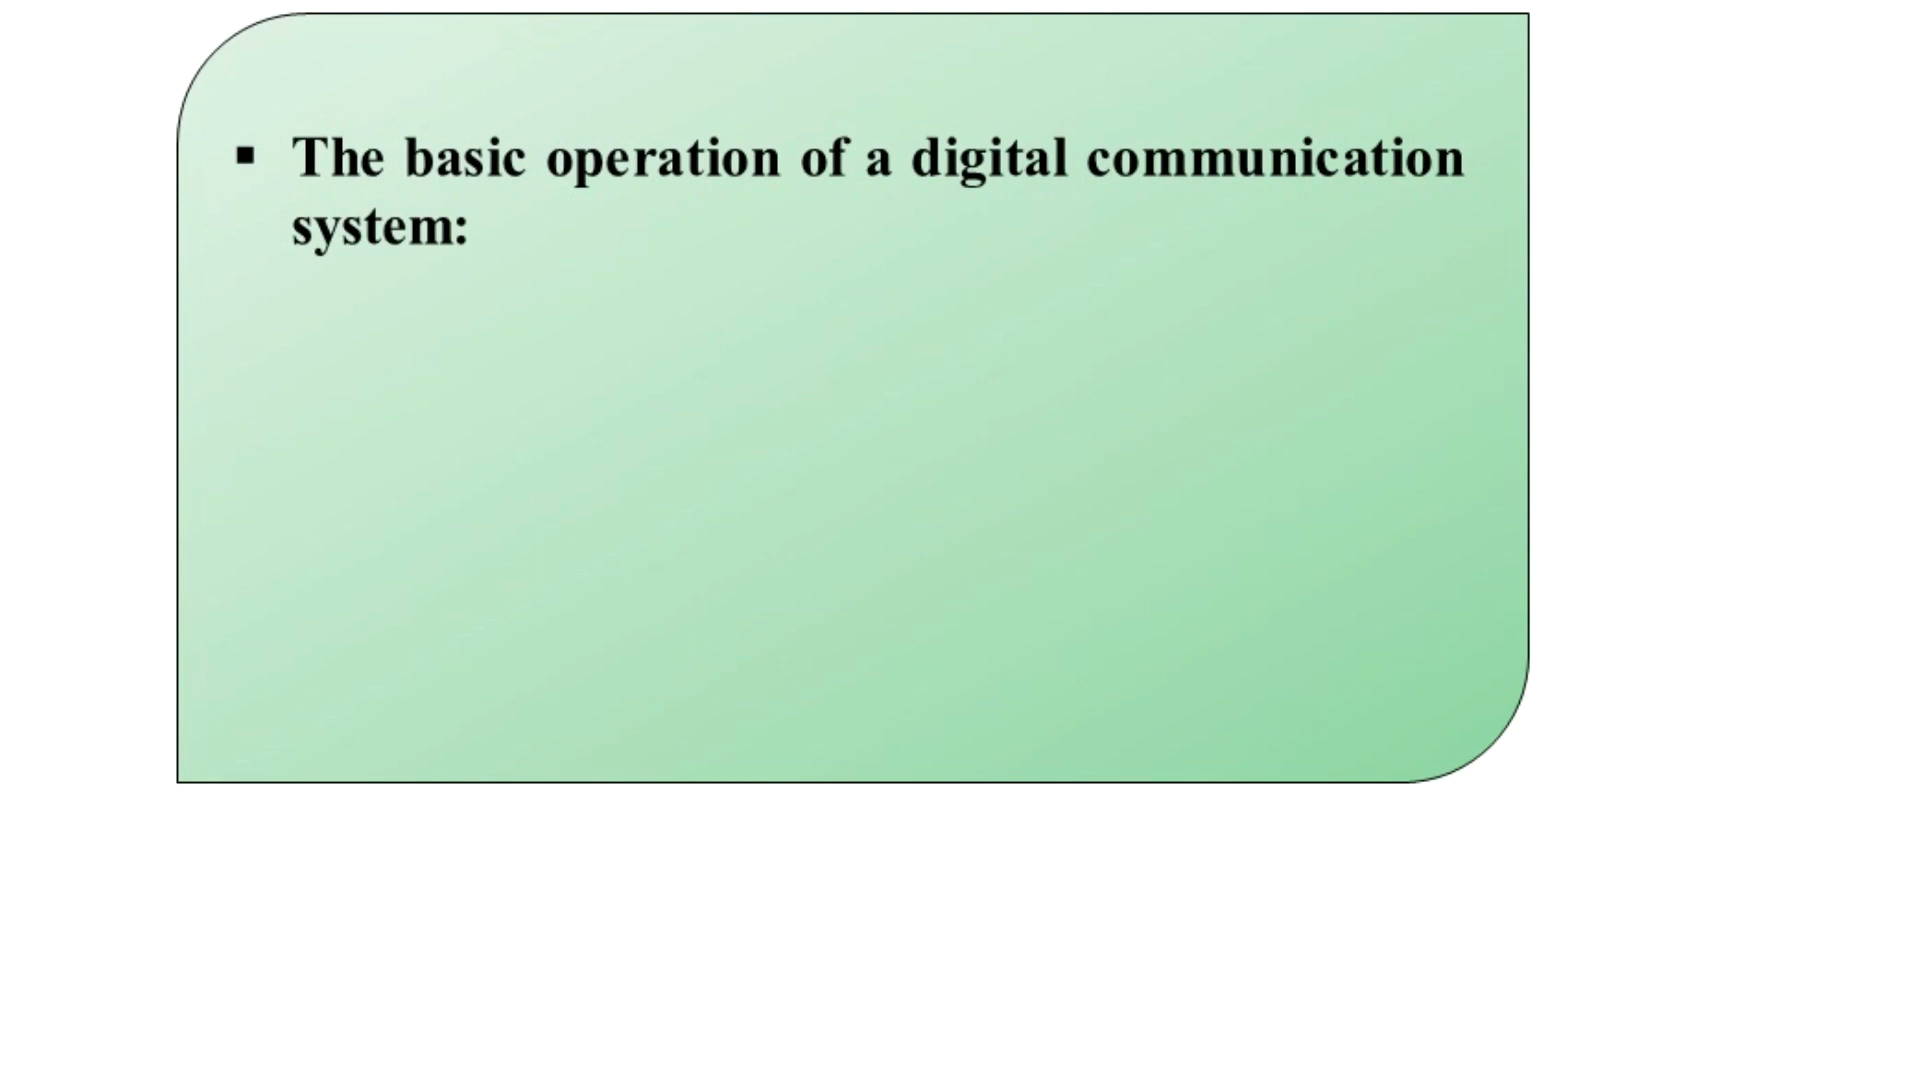 ▪ The basic operation of a digital communication
system: